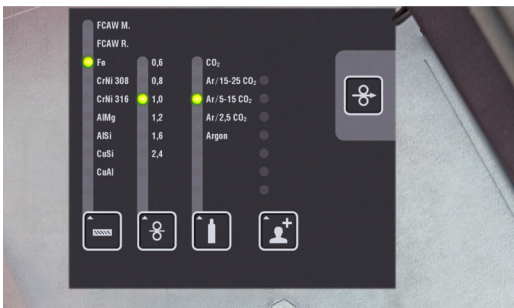 FCAW M.
FCAW R.
Fe
CrNi 308
CrNi 316
AlMg
AlSi
CuSi
CuAl
0,6
0,8
1,0
1,2
1,6
2,4
CO₂
Ar/15-25 CO₂
Ar/5-15 CO₂
Ar/2,5 CO₂
Argon